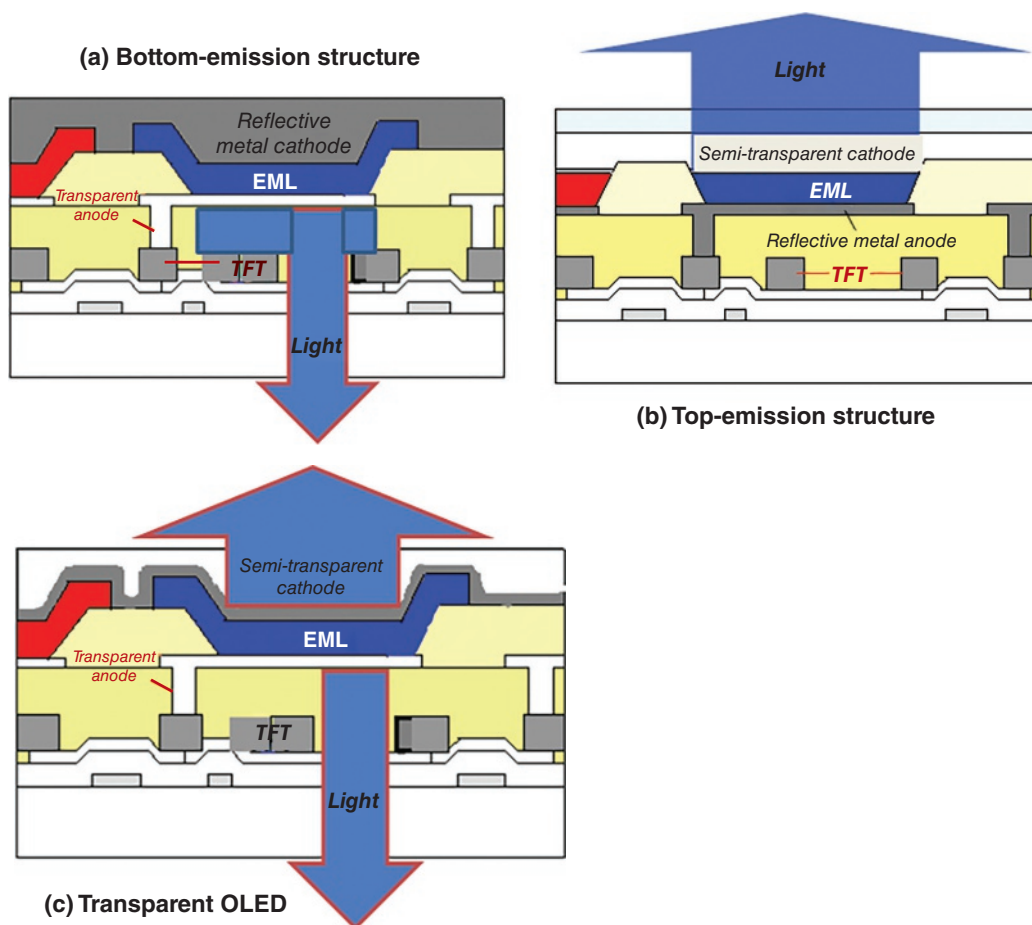 (a) Bottom-emission structure
Reflective
metal cathode
EML
Transparent
anode
TFT
Light
Light
Semi-transparent cathode
EML
Reflective metal anode
TFT
(b) Top-emission structure
Semi-transparent
cathode
EML
Transparent
anode
TFT
Light
(c) Transparent OLED